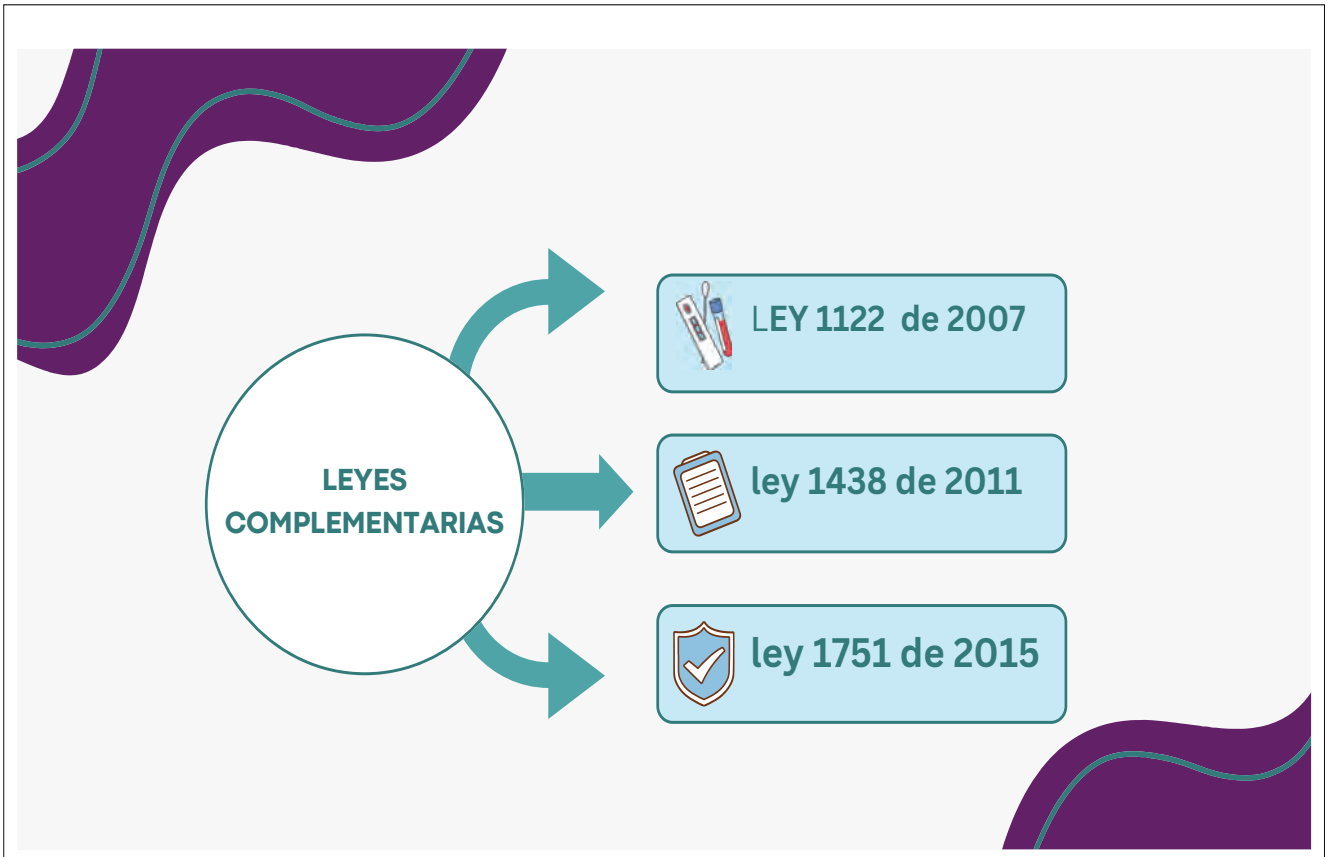 LEYES
COMPLEMENTARIAS
LEY 1122 de 2007
ley 1438 de 2011
ley 1751 de 2015